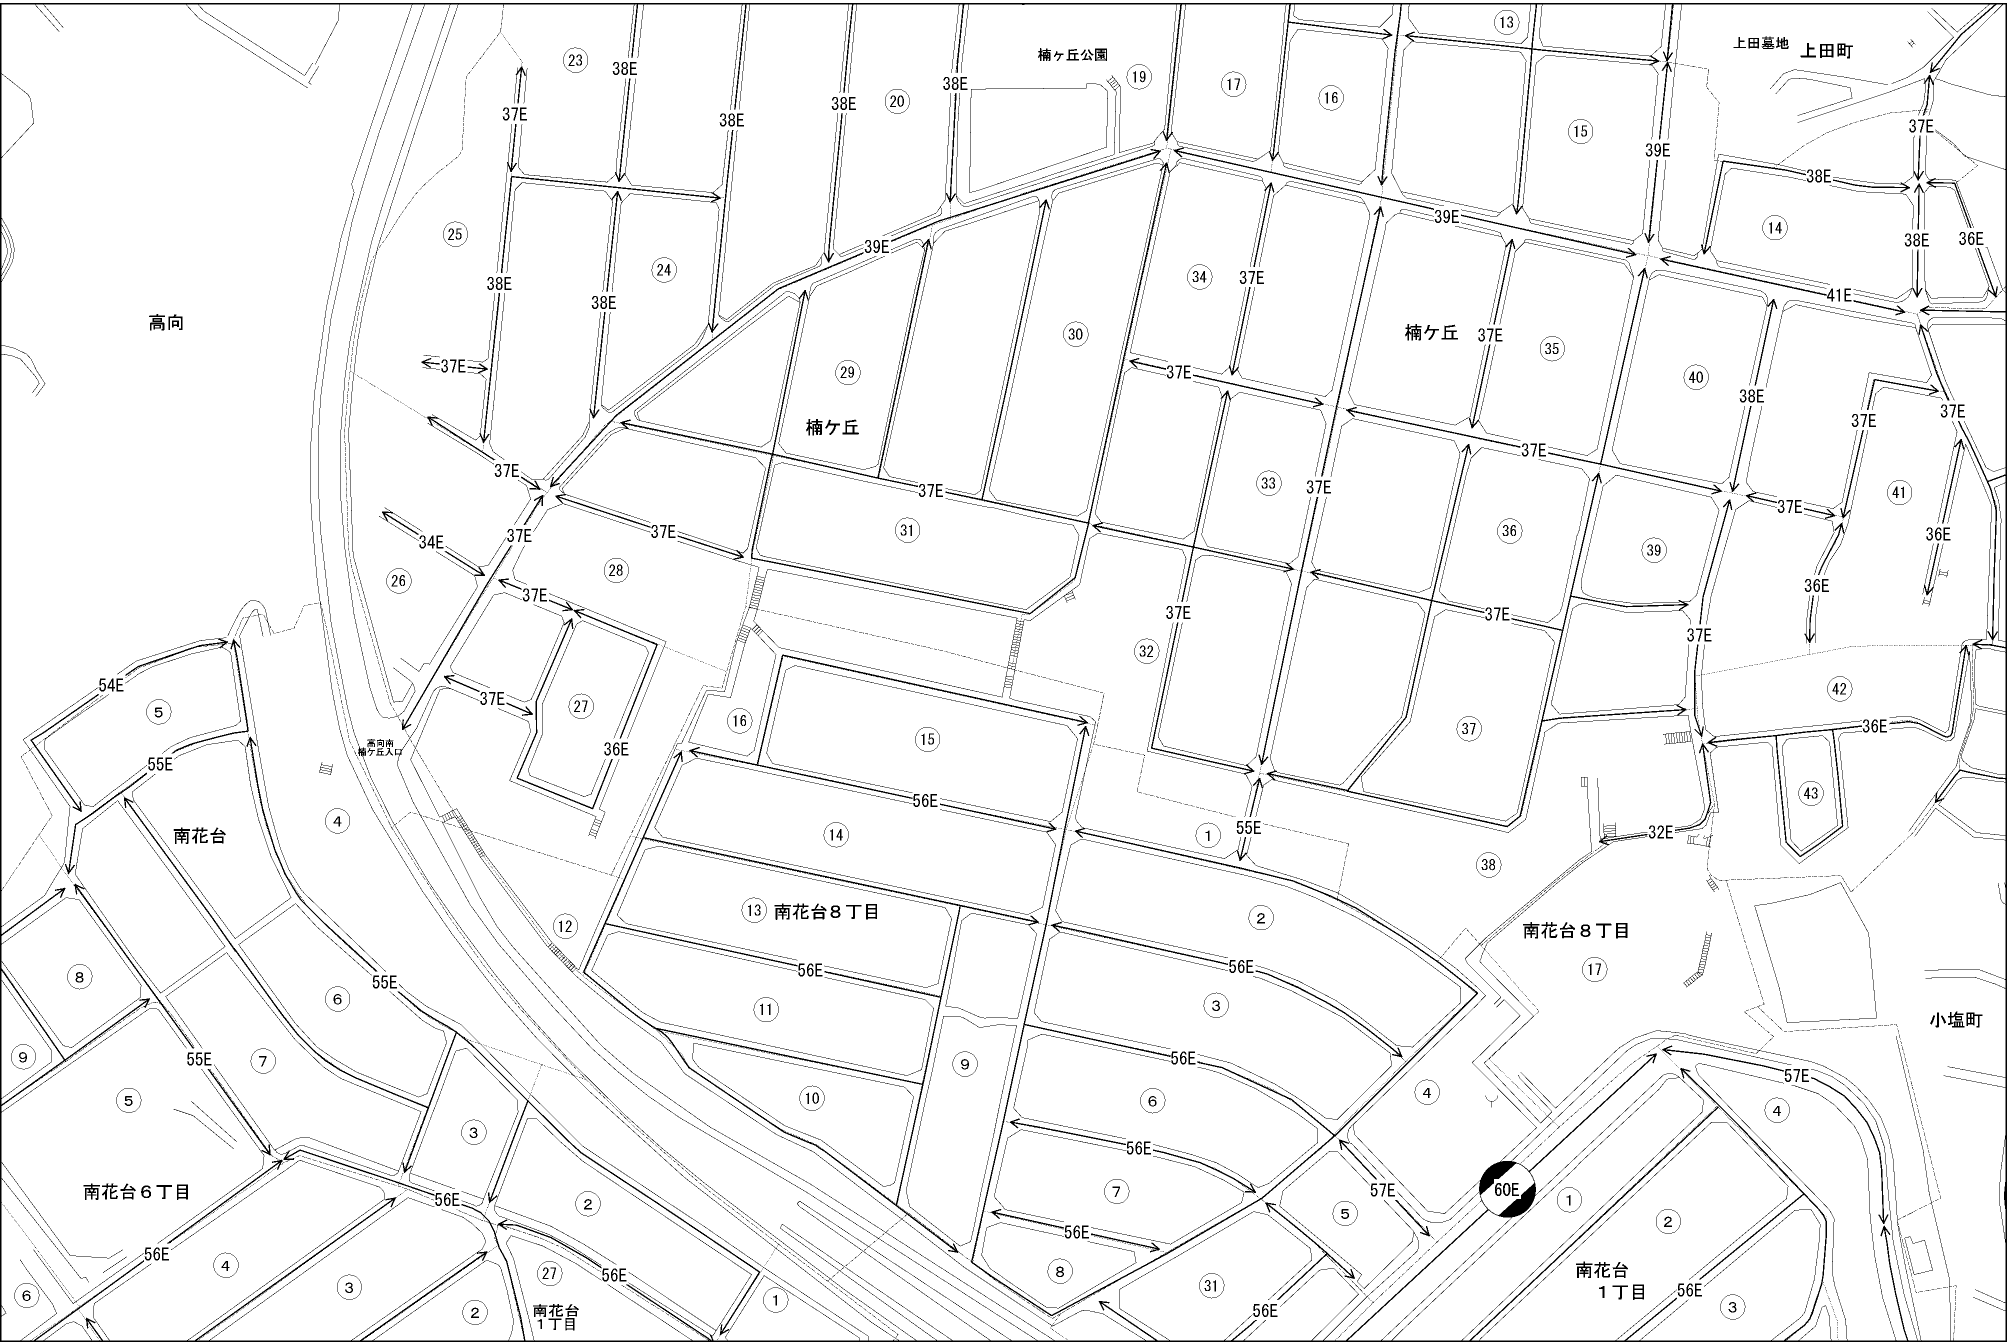 23
38E
38E
37E
38E
20
38E
楠ヶ丘公園
19
17
16
13
15
39E
上田墓地
上田町
37E
38E
14
38E
36E
25
24
38E
38E
39E
34
37E
39E
楠ケ丘
37E
35
41E
高向
37E
29
楠ケ丘
30
37E
40
38E
37E
37E
37E
37E
37E
31
33
37E
37E
36
39
37E
41
36E
34E
37E
37E
26
28
37E
36E
37E
37E
37E
32
54E
5
37E
27
36E
16
15
37
42
36E
高向南
楠ケ丘入口
55E
南花台
4
56E
14
1
55E
32E
43
38
13
南花台８丁目
12
2
南花台８丁目
17
8
55E
6
56E
56E
3
11
小塩町
9
55E
7
56E
9
5
10
6
4
57E
4
3
56E
南花台６丁目
56E
2
7
57E
60E
1
56E
5
2
56E
4
27
56E
8
31
南花台
１丁目
56E
6
3
2
南花台
１丁目
1
56E
3